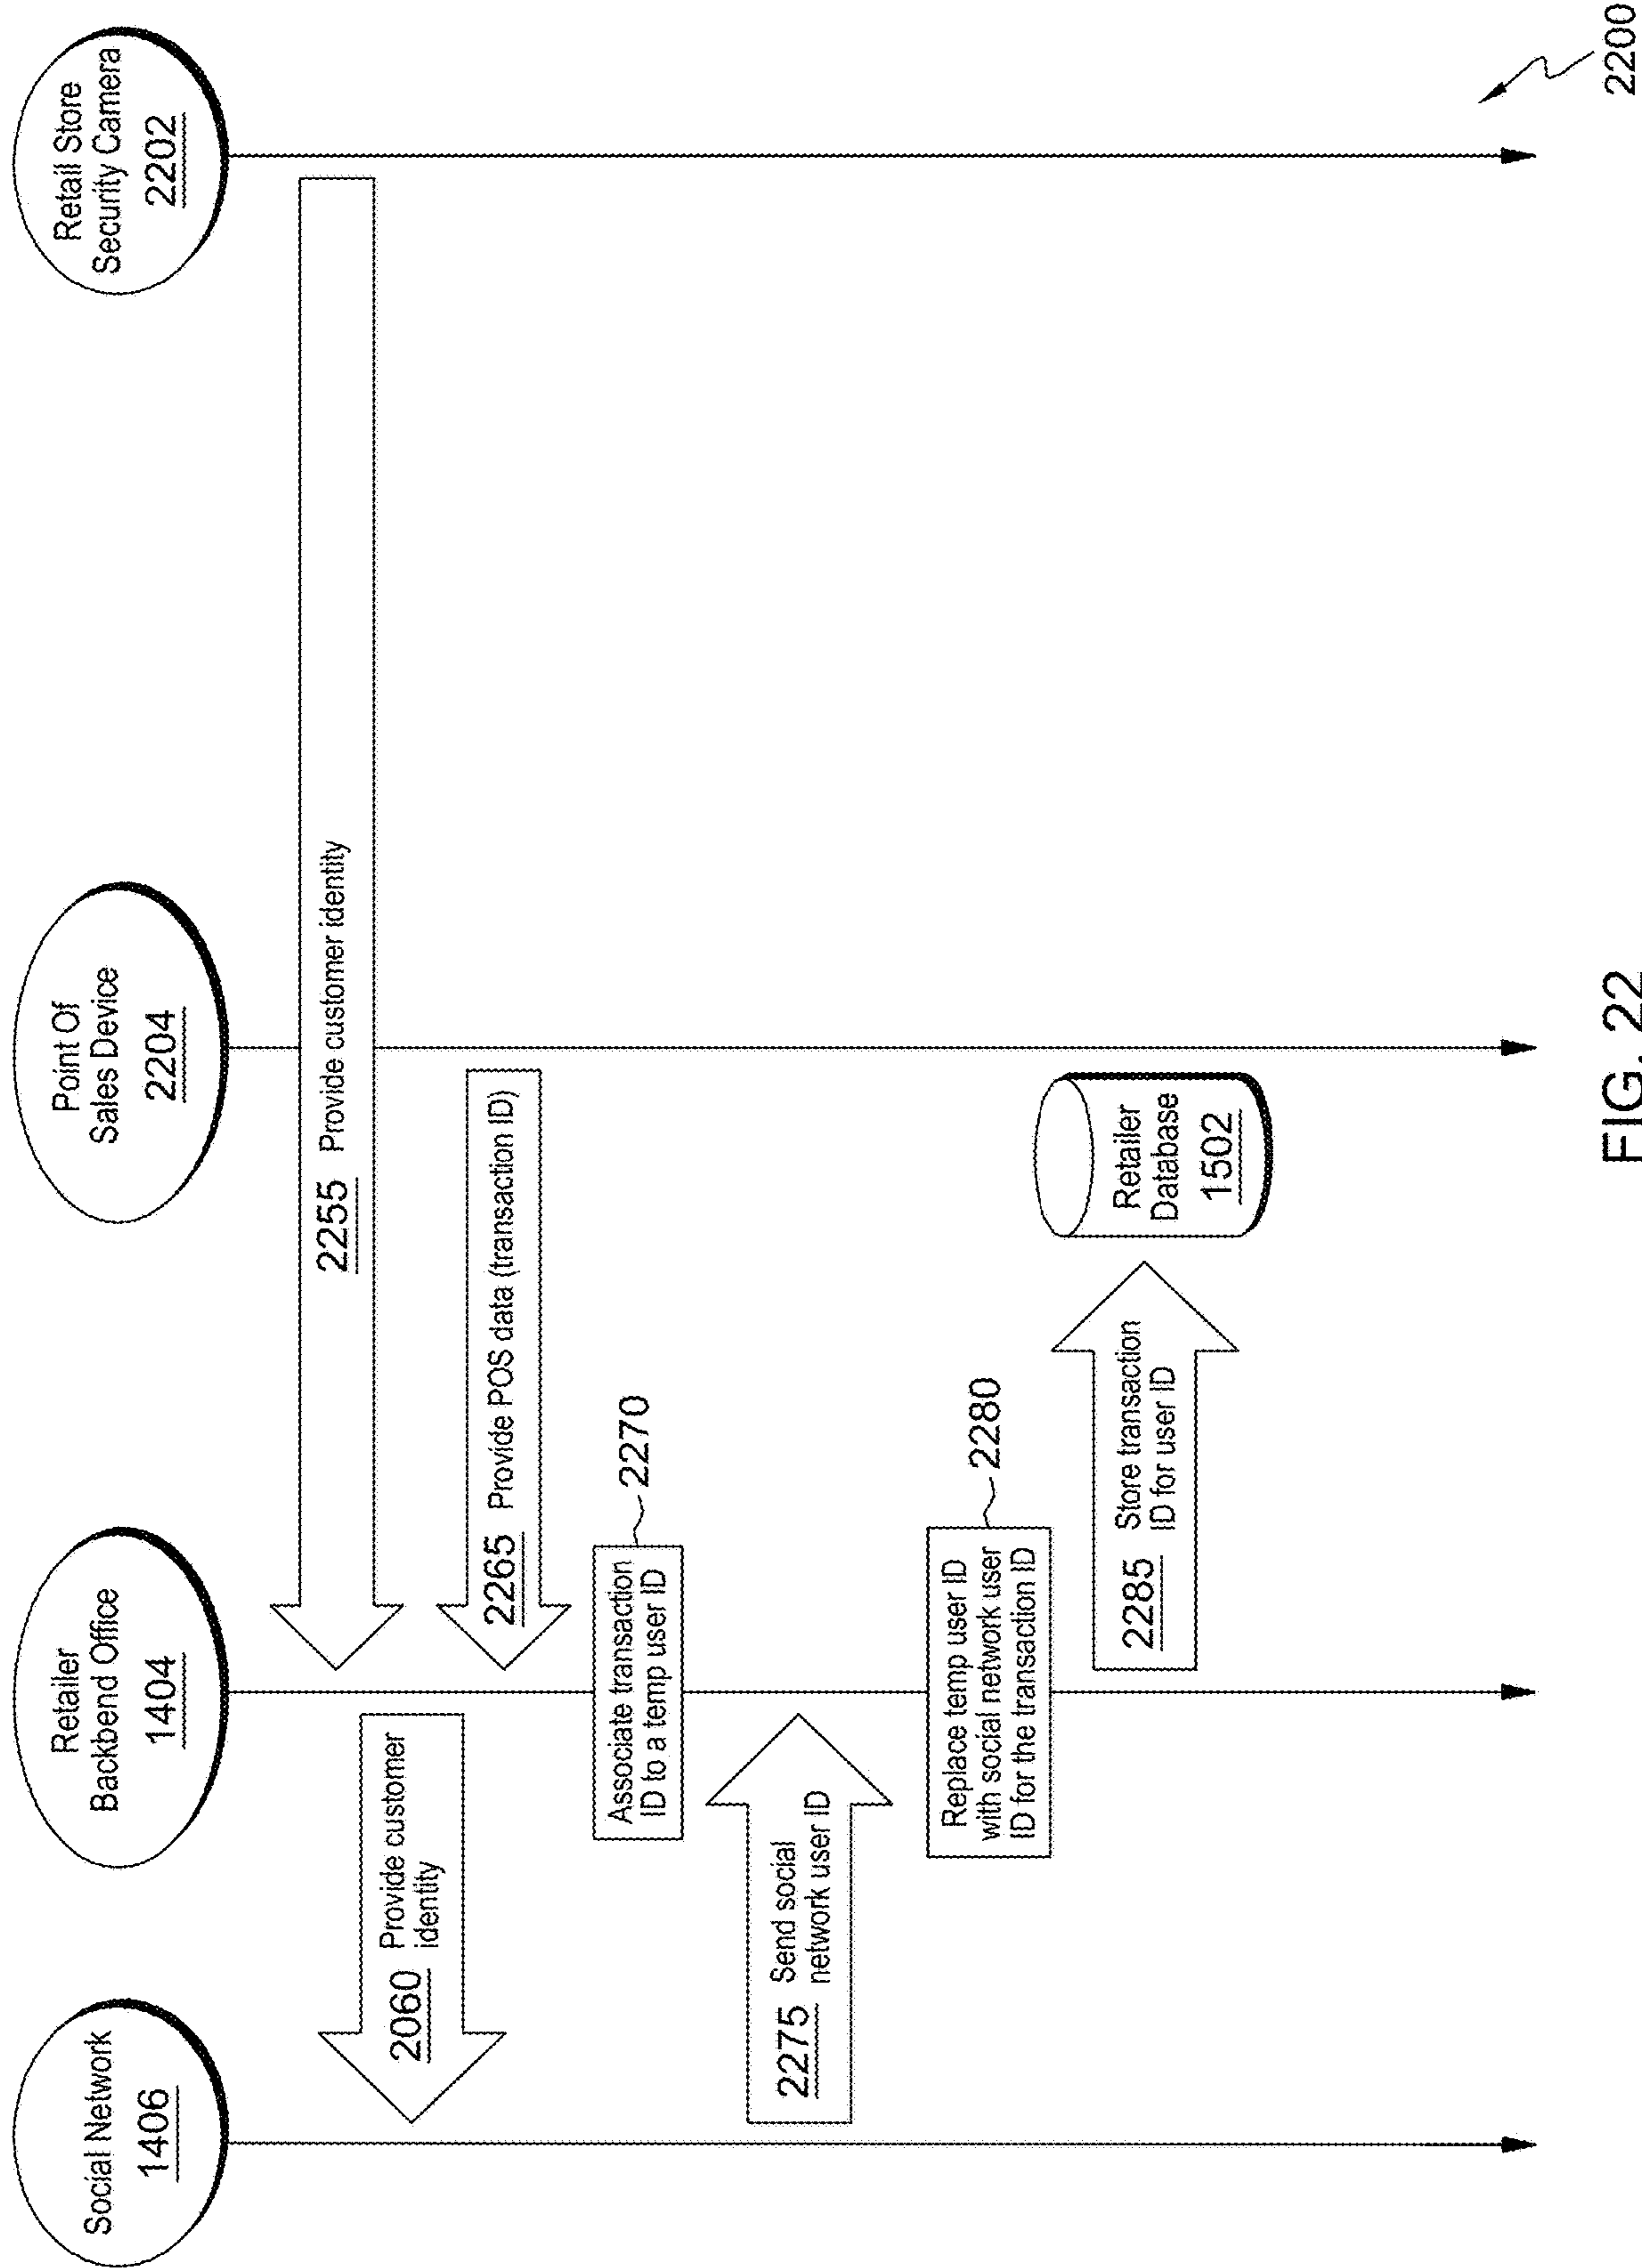 Social Network
1406
Retailer
Backbend Office
1404
Point Of
Sales Device
2204
Retail Store
Security Camera
2202
2255 Provide customer identity
2060 Provide customer
identity
2265 Provide POS data (transaction ID)
Associate transaction
ID to a temp user ID
2270
2275 Send social
network user ID
Replace temp user ID
with social network user
ID for the transaction ID
2280
2285 Store transaction
ID for user ID
Retailer
Database
1502
FIG. 22
2200